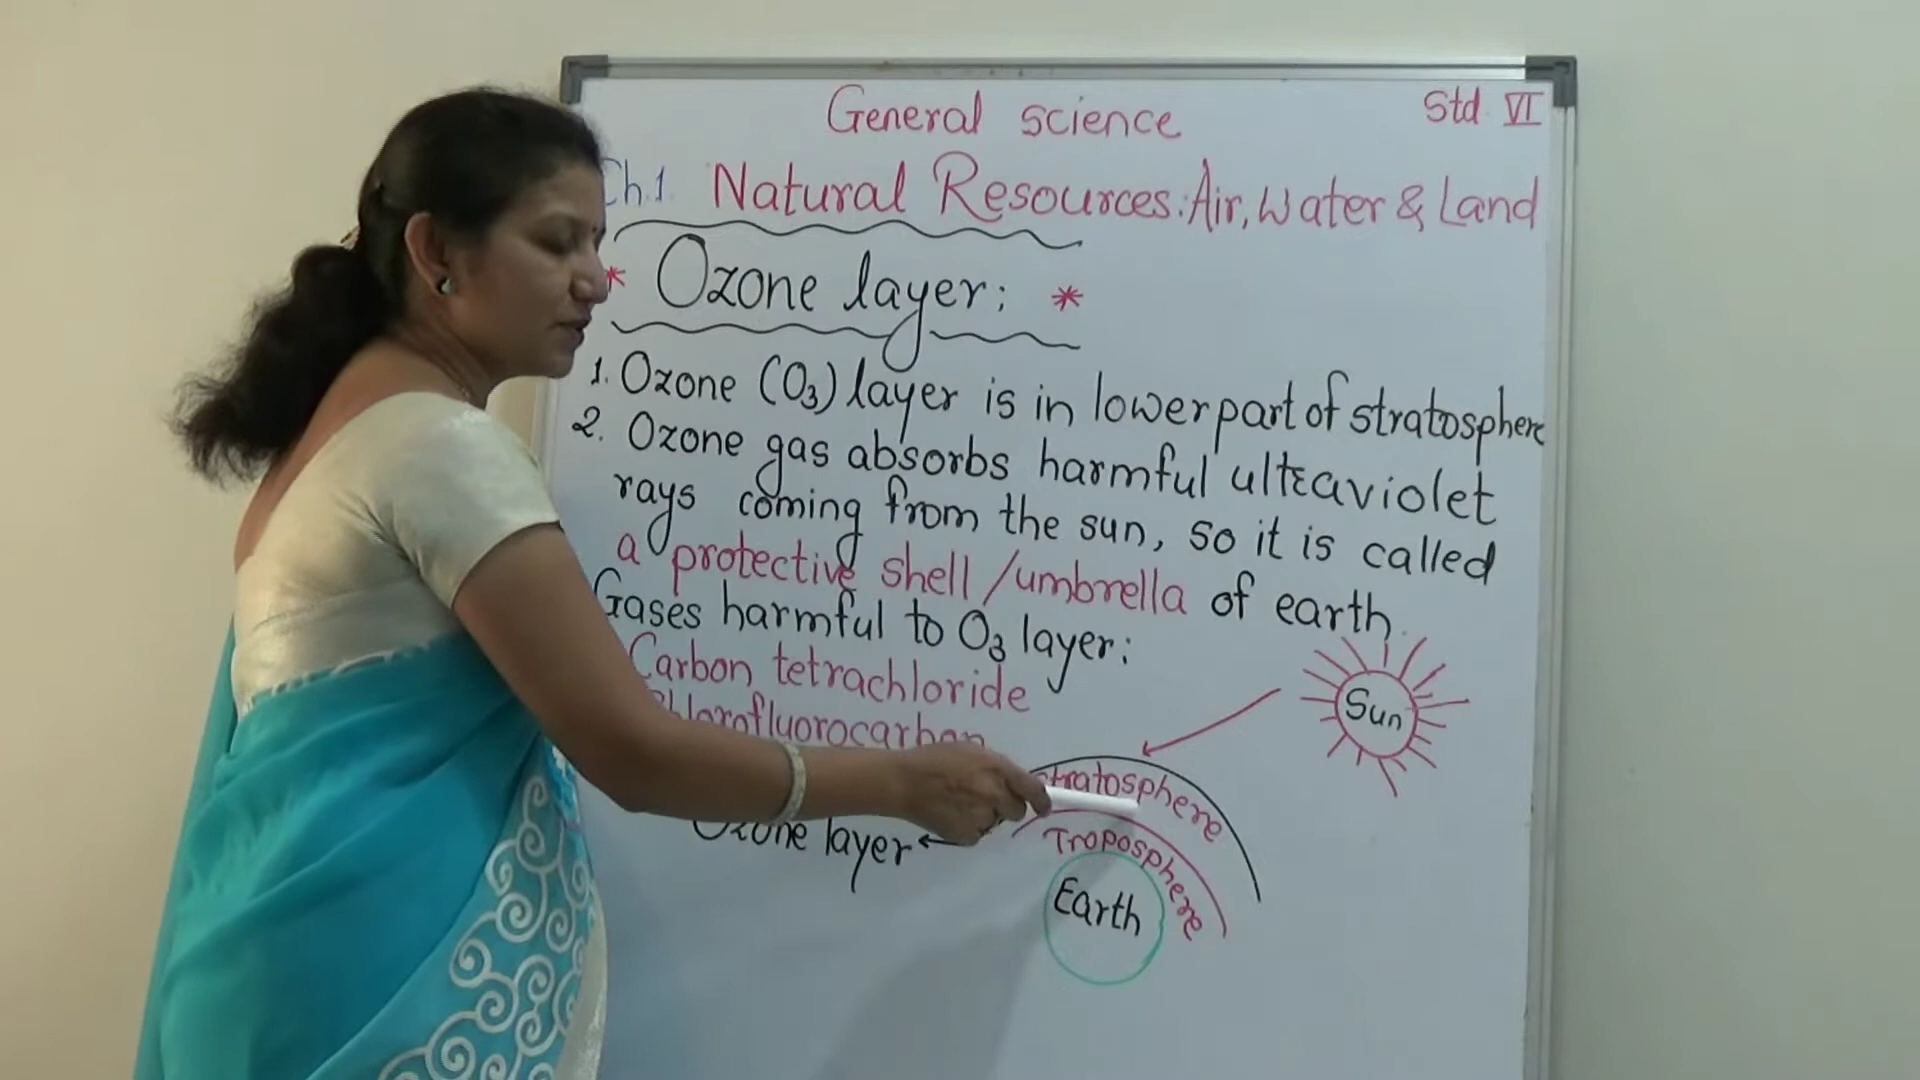 General science
Std VI
Ch.1. Natural Resources: Air, Water & Land
* Ozone layer: *
1. Ozone (O3) layer is in lower part of stratosphere
2. Ozone gas absorbs harmful ultraviolet
rays coming from the sun, so it is called
a protective shell / umbrella of earth.
Gases harmful to O3 layer:
Carbon tetrachloride
Chlorofluorocarbon
Sun
stratosphere
Ozone layer
Troposphere
Earth